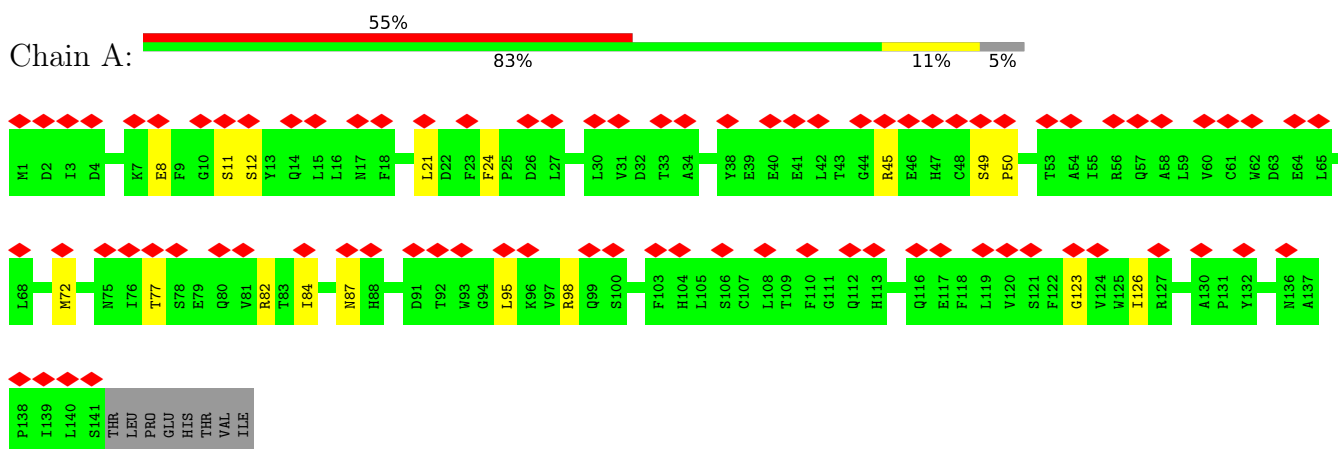 55%
Chain A:
83% 11% 5%
M1 D2 I3 D4 K7 E8 F9 G10 S11 S12 Y13 Q14 L15 L16 N17 F18 L21 D22 F23 F24 P25 D26 L27 L30 V31 D32 T33 A34 Y38 E39 E40 E41 L42 T43 G44 R45 E46 H47 C48 S49 P50 T53 A54 I55 R56 Q57 A58 L59 V60 C61 W62 D63 E64 L65
L68 M72 N75 I76 T77 S78 E79 Q80 V81 R82 T83 I84 N87 H88 D91 T92 W93 G94 L95 K96 V97 R98 Q99 S100 F103 H104 L105 S106 C107 L108 T109 F110 G111 Q112 H113 Q116 E117 F118 L119 V120 S121 F122 G123 V124 W125 I126 R127 A130 P131 Y132 N136 A137
P138 I139 L140 S141 THR LEU PRO GLU HIS THR VAL ILE